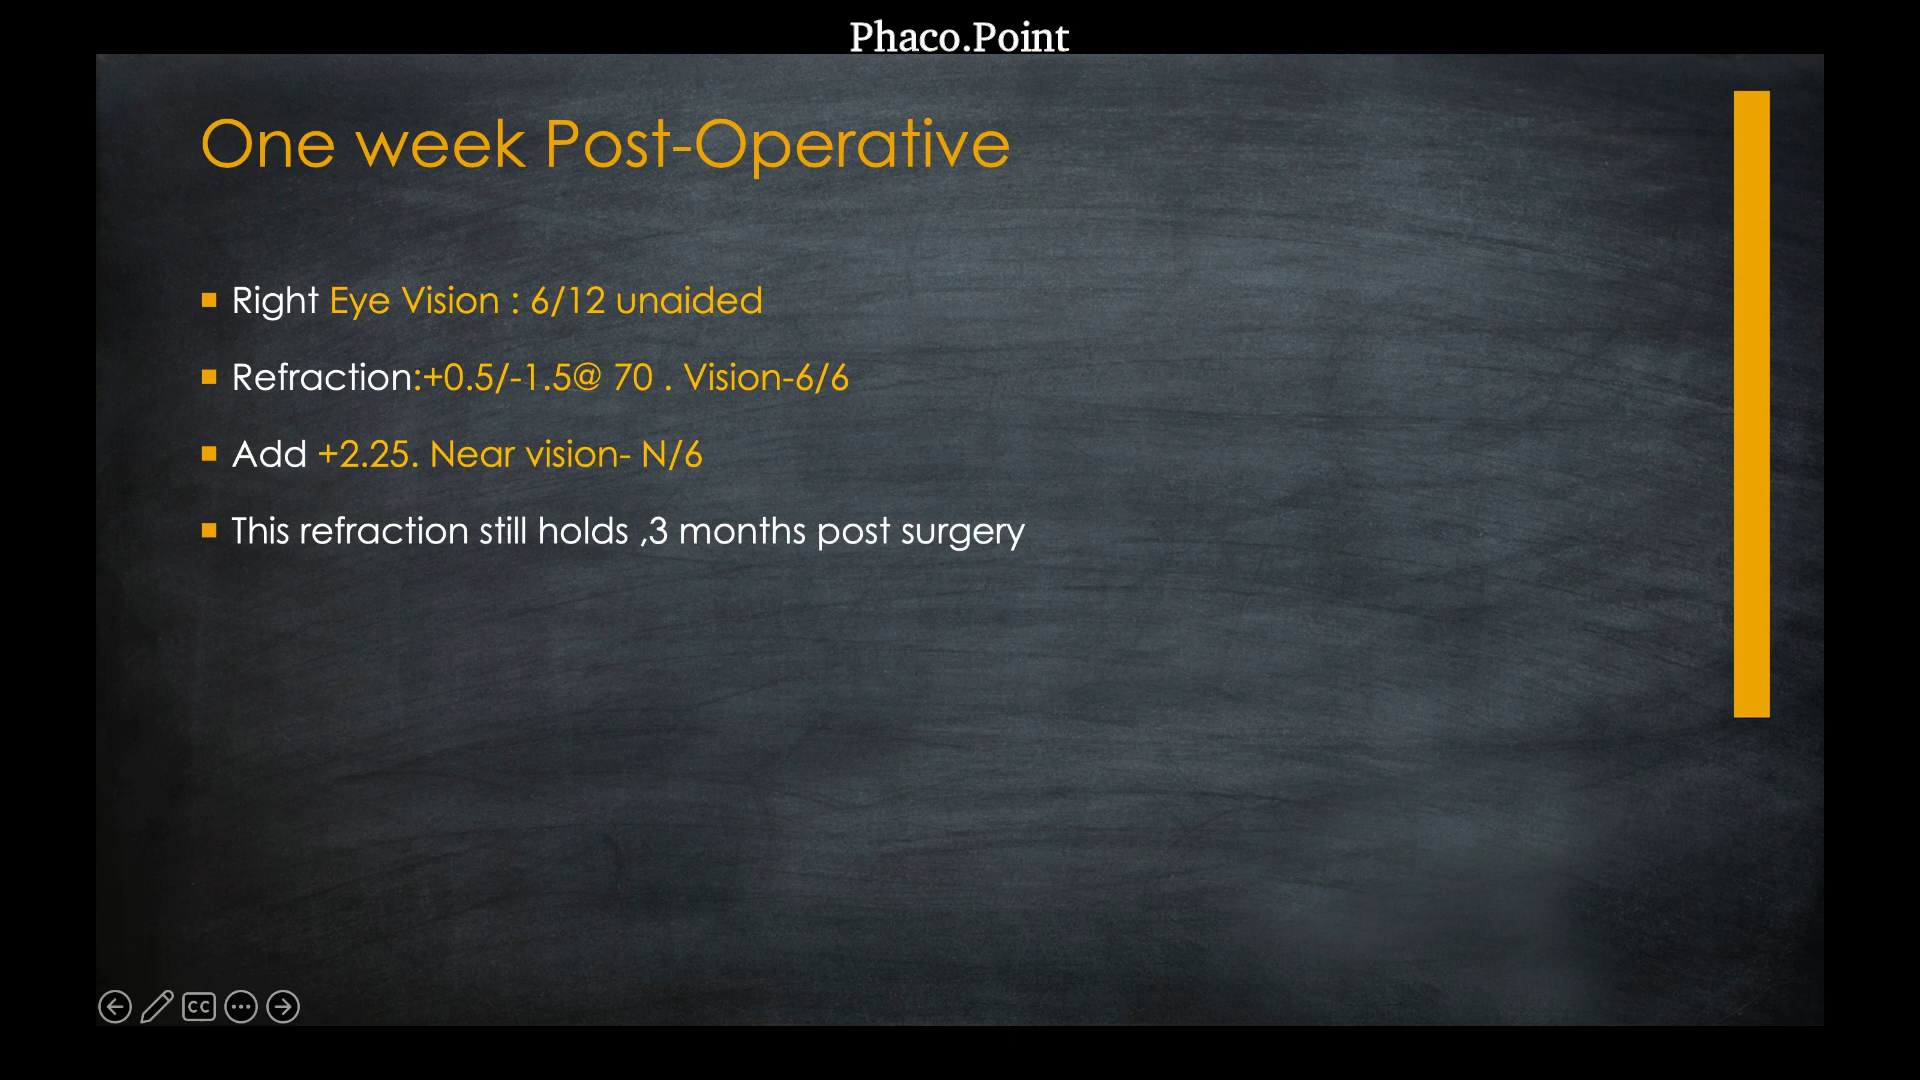 Phaco.Point
One week Post-Operative
Right Eye Vision : 6/12 unaided
Refraction:+0.5/-1.5@ 70 . Vision-6/6
Add +2.25. Near vision- N/6
This refraction still holds ,3 months post surgery
CC